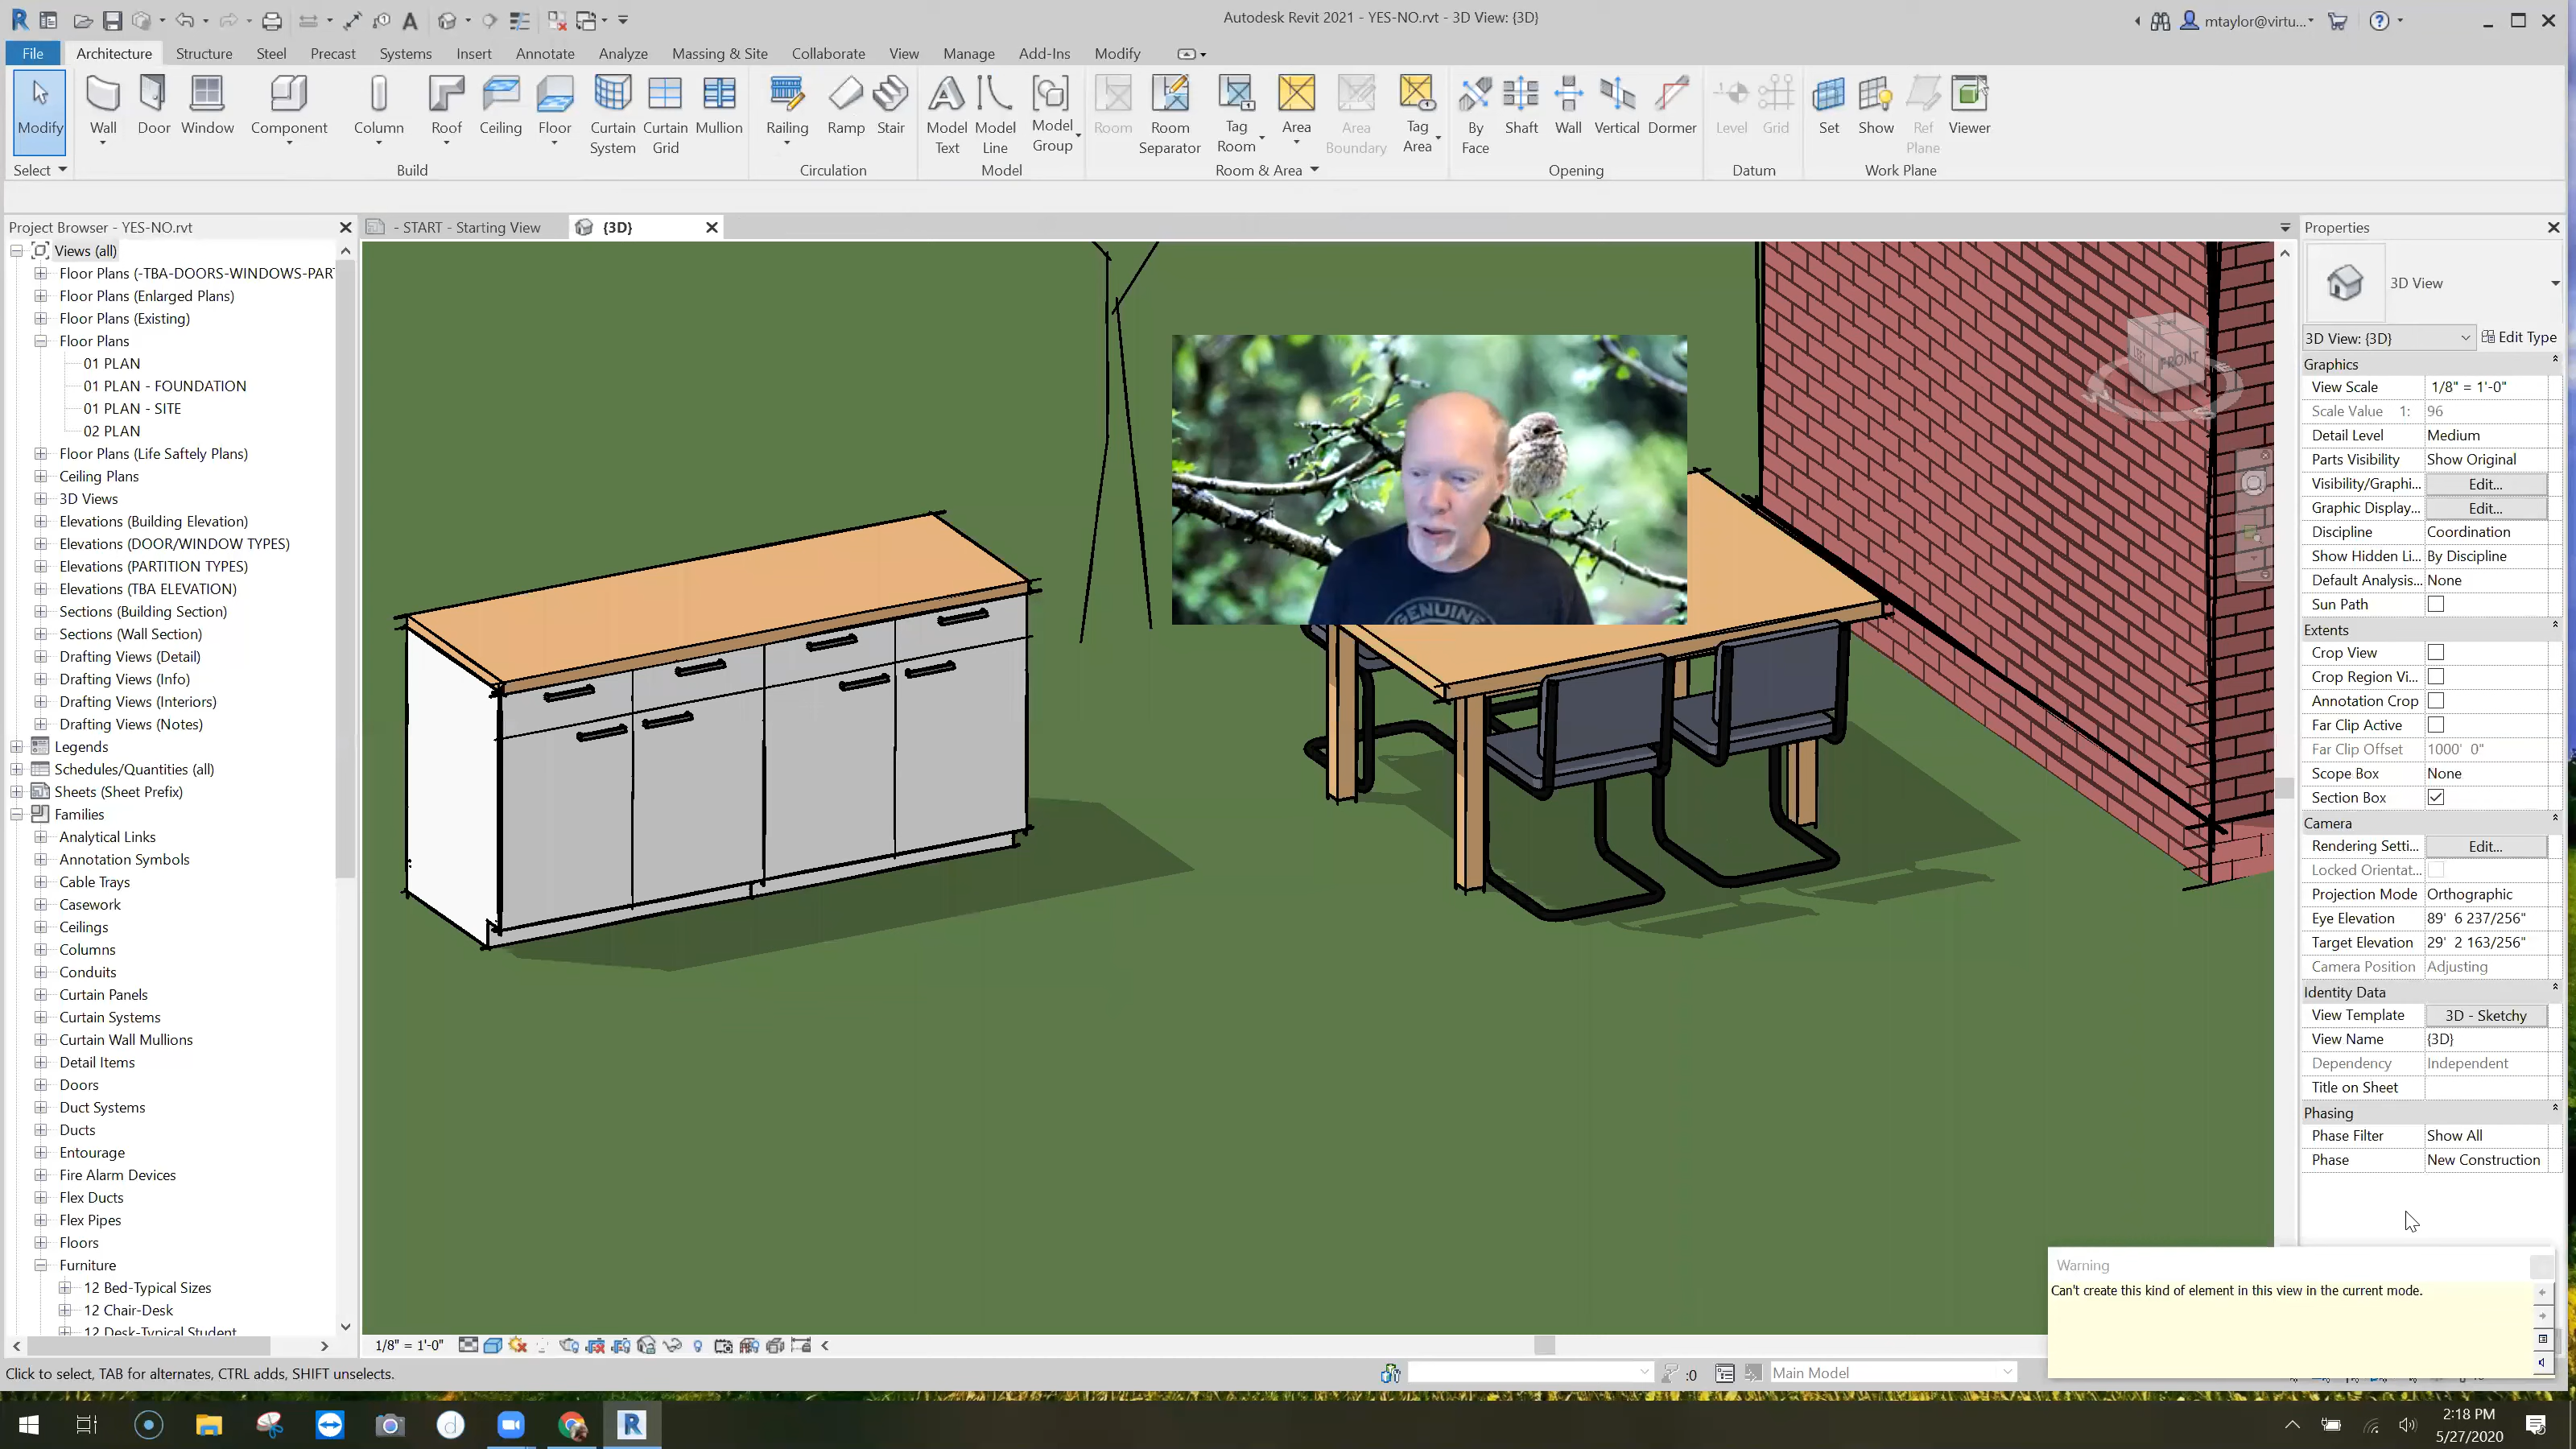 Autodesk Revit 2021 - YES-NO.rvt - 3D View: {3D}
mtaylor@virtu...
File Architecture Structure Steel Precast Systems Insert Annotate Analyze Massing & Site Collaborate View Manage Add-Ins Modify
Modify Wall Door Window Component Column Roof Ceiling Floor Curtain System Curtain Grid Mullion Railing Ramp Stair Model Text Model Line Model Group Room Room Separator Tag Room Area Area Boundary Tag Area By Face Shaft Wall Vertical Dormer Level Grid Set Show Ref Plane Viewer
Select Build Circulation Model Room & Area Opening Datum Work Plane
Project Browser - YES-NO.rvt
Views (all)
Floor Plans (-TBA-DOORS-WINDOWS-PAR
Floor Plans (Enlarged Plans)
Floor Plans (Existing)
Floor Plans
01 PLAN
01 PLAN - FOUNDATION
01 PLAN - SITE
02 PLAN
Floor Plans (Life Saftely Plans)
Ceiling Plans
3D Views
Elevations (Building Elevation)
Elevations (DOOR/WINDOW TYPES)
Elevations (PARTITION TYPES)
Elevations (TBA ELEVATION)
Sections (Building Section)
Sections (Wall Section)
Drafting Views (Detail)
Drafting Views (Info)
Drafting Views (Interiors)
Drafting Views (Notes)
Legends
Schedules/Quantities (all)
Sheets (Sheet Prefix)
Families
Analytical Links
Annotation Symbols
Cable Trays
Casework
Ceilings
Columns
Conduits
Curtain Panels
Curtain Systems
Curtain Wall Mullions
Detail Items
Doors
Duct Systems
Ducts
Entourage
Fire Alarm Devices
Flex Ducts
Flex Pipes
Floors
Furniture
12 Bed-Typical Sizes
12 Chair-Desk
12 Desk-Typical Student
- START - Starting View
{3D}
FRONT
GENUINE
Properties
3D View
3D View: {3D} Edit Type
Graphics
View Scale 1/8" = 1'-0"
Scale Value 1: 96
Detail Level Medium
Parts Visibility Show Original
Visibility/Graphi... Edit...
Graphic Display... Edit...
Discipline Coordination
Show Hidden Li... By Discipline
Default Analysis... None
Sun Path
Extents
Crop View
Crop Region Vi...
Annotation Crop
Far Clip Active
Far Clip Offset 1000' 0"
Scope Box None
Section Box
Camera
Rendering Setti... Edit...
Locked Orientat...
Projection Mode Orthographic
Eye Elevation 89' 6 237/256"
Target Elevation 29' 2 163/256"
Camera Position Adjusting
Identity Data
View Template 3D - Sketchy
View Name {3D}
Dependency Independent
Title on Sheet
Phasing
Phase Filter Show All
Phase New Construction
Warning
Can't create this kind of element in this view in the current mode.
1/8" = 1'-0"
Click to select, TAB for alternates, CTRL adds, SHIFT unselects.
:0
Main Model
2:18 PM
5/27/2020